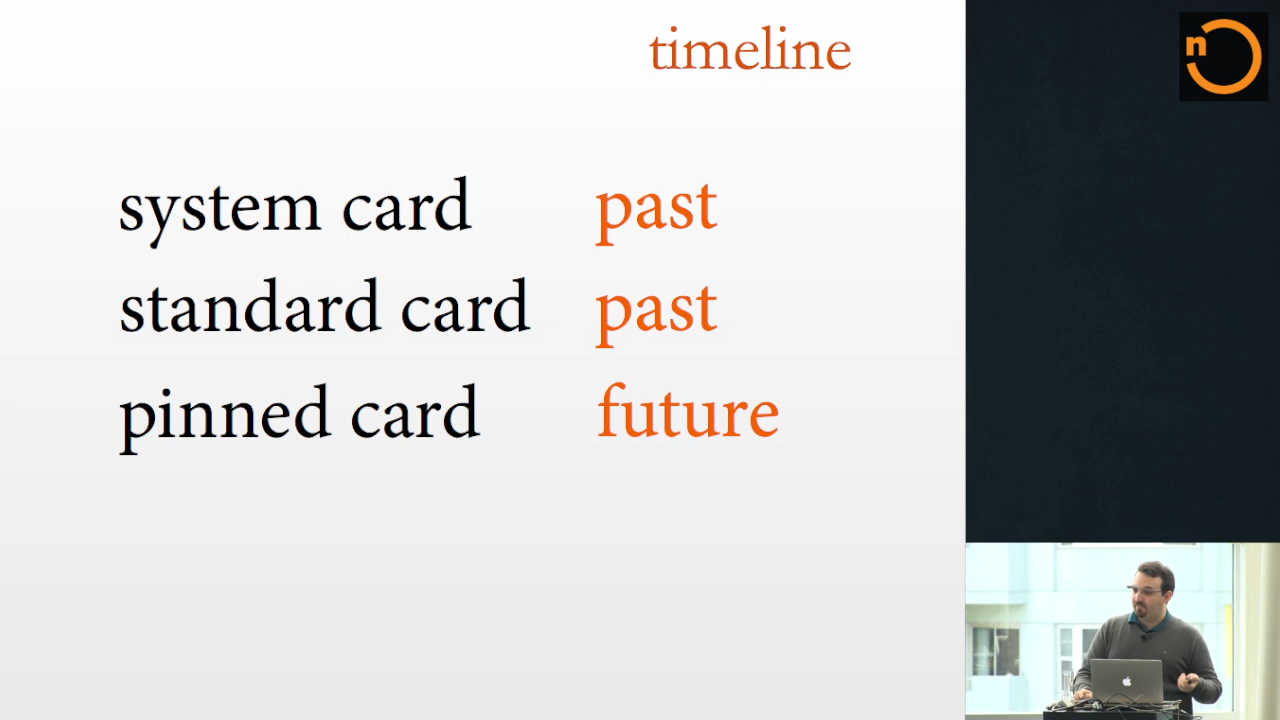 timeline
system card past
standard card past
pinned card future
n